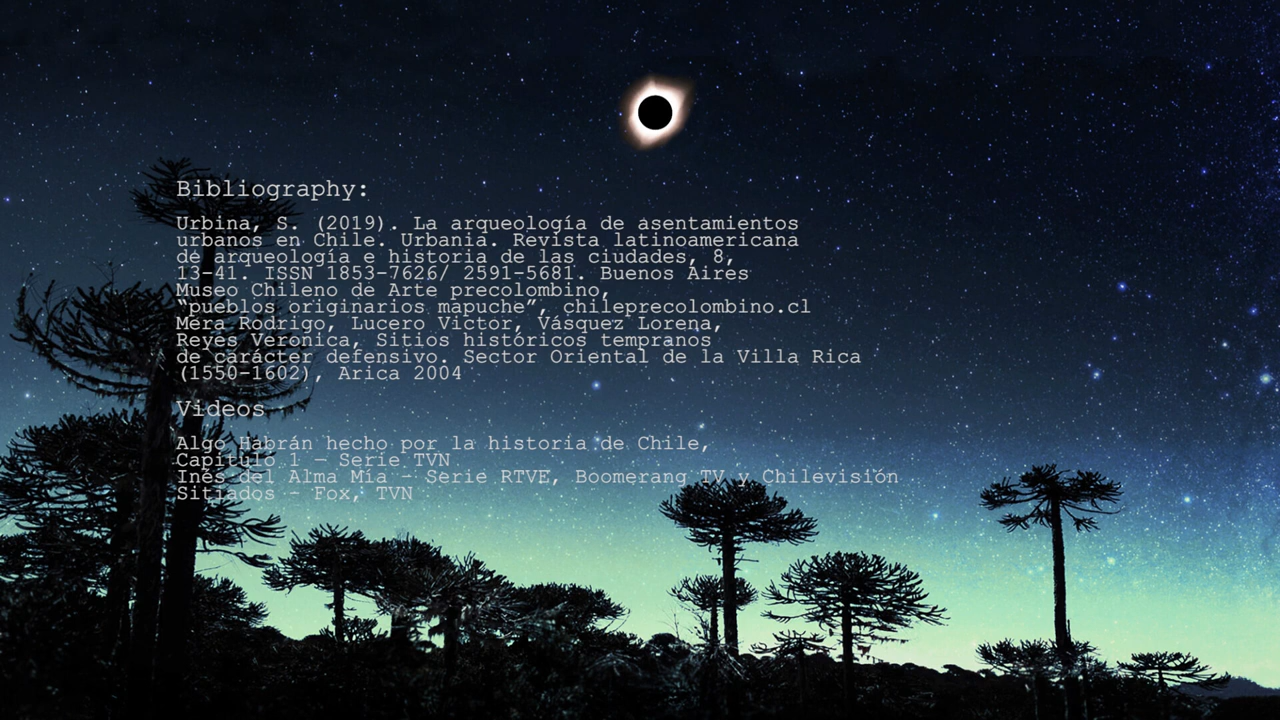 Bibliography:
Urbina, S. (2019). La arqueología de asentamientos
urbanos en Chile. Urbania. Revista latinoamericana
de arqueología e historia de las ciudades, 8,
13-41. ISSN 1853-7626/ 2591-5681. Buenos Aires
Museo Chileno de Arte precolombino,
“pueblos originarios mapuche”, chileprecolombino.cl
Mera Rodrigo, Lucero Victor, Vásquez Lorena,
Reyes Veronica, Sitios históricos tempranos
de carácter defensivo. Sector Oriental de la Villa Rica
(1550-1602), Arica 2004
Videos
Algo Habrán hecho por la historia de Chile,
Capítulo 1 – Serie TVN
Inés del Alma Mía – Serie RTVE, Boomerang TV y Chilevisión
Sitiados - Fox, TVN